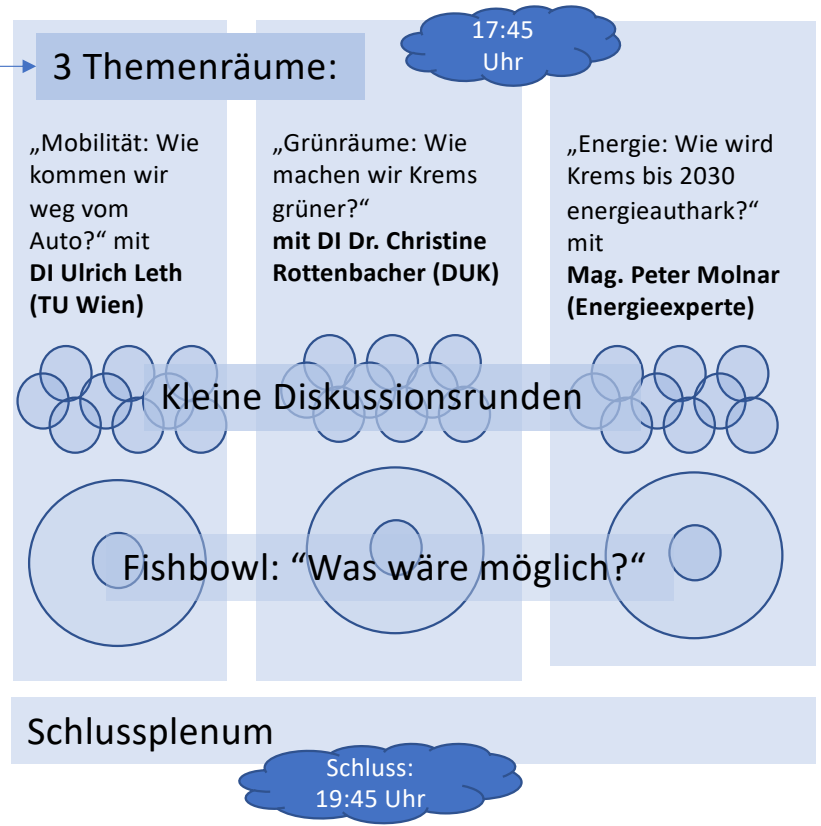 17:45
Uhr
3 Themenräume:
„Mobilität: Wie
kommen wir
weg vom
Auto?“ mit
DI Ulrich Leth
(TU Wien)
„Grünräume: Wie
machen wir Krems
grüner?“
mit DI Dr. Christine
Rottenbacher (DUK)
„Energie: Wie wird
Krems bis 2030
energieauthark?“
mit
Mag. Peter Molnar
(Energieexperte)
Kleine Diskussionsrunden
Fishbowl: “Was wäre möglich?“
Schlussplenum
Schluss:
19:45 Uhr